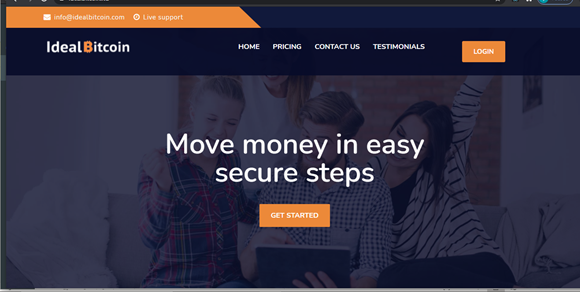 info@idealbitcoin.com Live support
IdealBitcoin HOME PRICING CONTACT US TESTIMONIALS LOGIN
Move money in easy
secure steps
GET STARTED